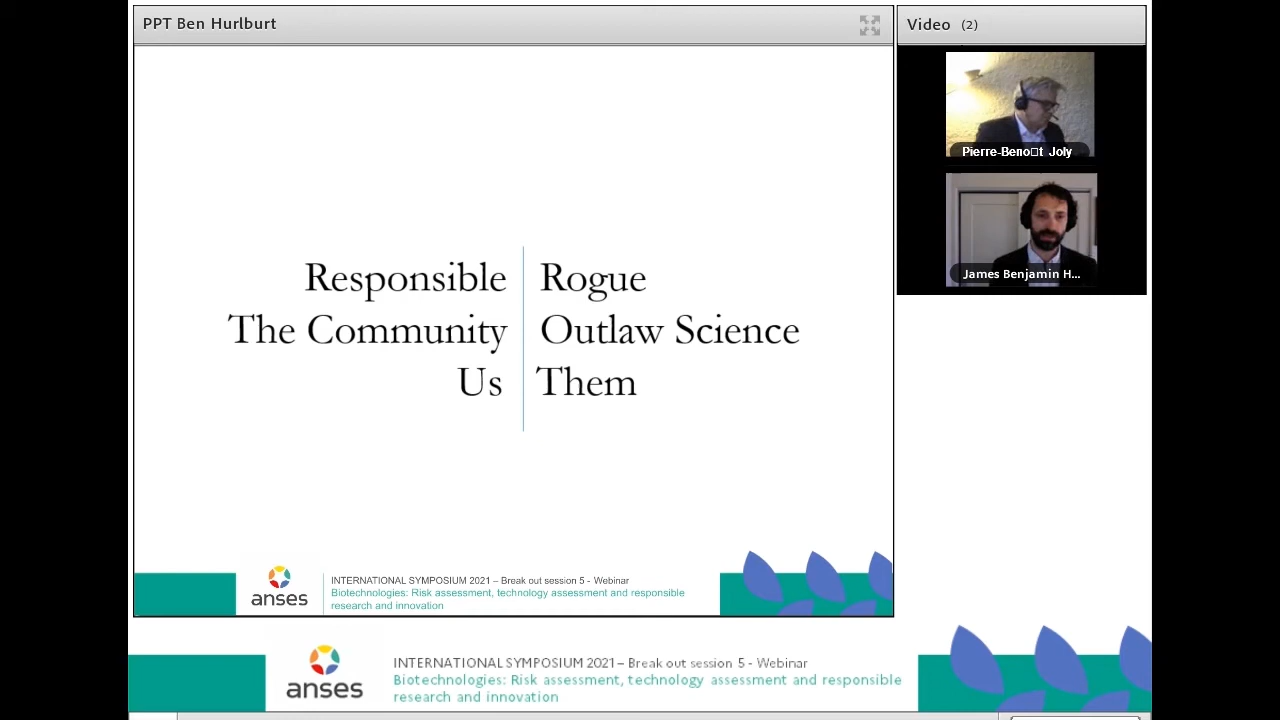 PPT Ben Hurlburt
Video (2)
Pierre-Beno□t Joly
James Benjamin H...
Responsible Rogue
The Community Outlaw Science
Us Them
anses
INTERNATIONAL SYMPOSIUM 2021 – Break out session 5 - Webinar
Biotechnologies: Risk assessment, technology assessment and responsible
research and innovation
anses
INTERNATIONAL SYMPOSIUM 2021 – Break out session 5 - Webinar
Biotechnologies: Risk assessment, technology assessment and responsible
research and innovation